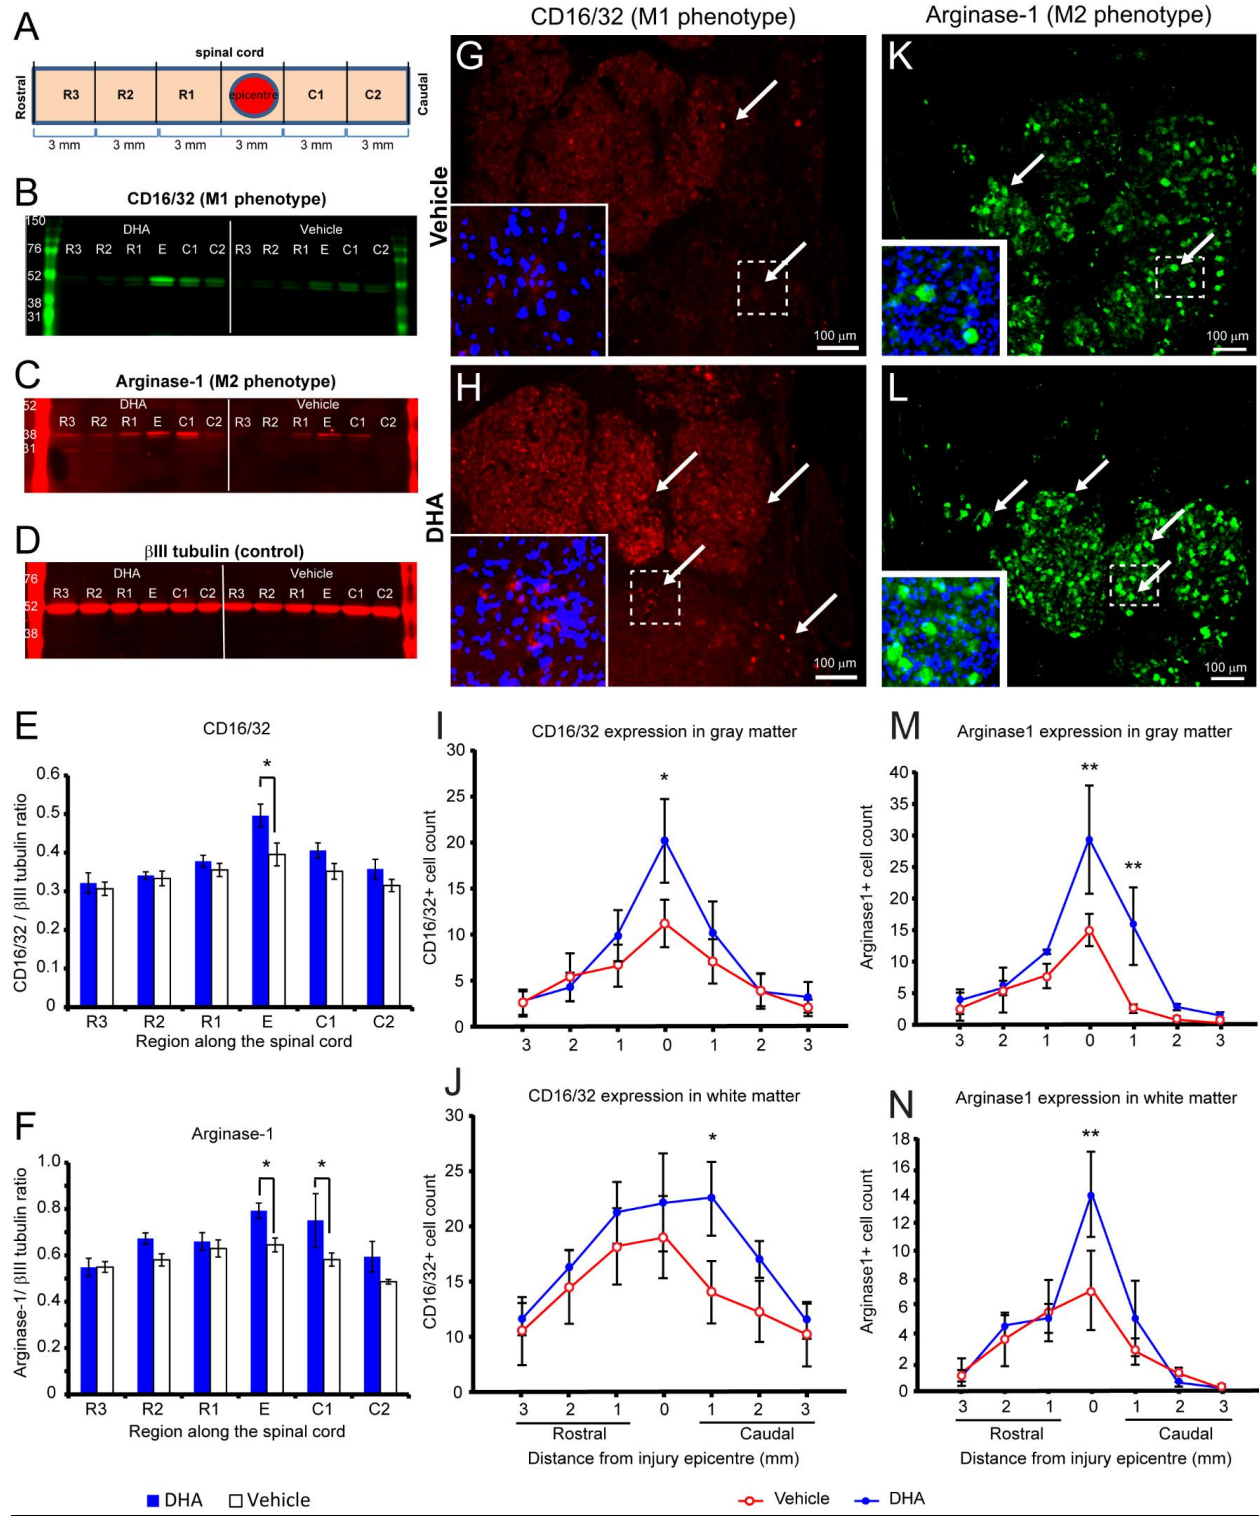 CD16/32 (M1 phenotype)
Arginase-1 (M2 phenotype)
A
spinal cord
Rostral
R3 R2 R1 epicentre C1 C2
Caudal
3 mm 3 mm 3 mm 3 mm 3 mm 3 mm
B
CD16/32 (M1 phenotype)
DHA Vehicle
R3 R2 R1 E C1 C2 R3 R2 R1 E C1 C2
150
76
52
38
31
C
Arginase-1 (M2 phenotype)
DHA Vehicle
R3 R2 R1 E C1 C2 R3 R2 R1 E C1 C2
52
38
31
D
βIII tubulin (control)
DHA Vehicle
R3 R2 R1 E C1 C2 R3 R2 R1 E C1 C2
76
52
38
Vehicle
G
100 µm
K
100 µm
DHA
H
100 µm
L
100 µm
E
CD16/32
CD16/32 / βIII tubulin ratio
0.6
0.5
0.4
0.3
0.2
0.1
0
*
R3 R2 R1 E C1 C2
Region along the spinal cord
F
Arginase-1
Arginase-1/ βIII tubulin ratio
1.0
0.8
0.6
0.4
0.2
0
* *
R3 R2 R1 E C1 C2
Region along the spinal cord
DHA Vehicle
I
CD16/32 expression in gray matter
CD16/32+ cell count
30
25
20
15
10
5
0
*
3 2 1 0 1 2 3
J
CD16/32 expression in white matter
CD16/32+ cell count
30
25
20
15
10
0
*
3 2 1 0 1 2 3
Rostral Caudal
Distance from injury epicentre (mm)
M
Arginase1 expression in gray matter
Arginase1+ cell count
40
35
30
25
20
15
10
5
0
**
**
3 2 1 0 1 2 3
N
Arginase1 expression in white matter
Arginase1+ cell count
18
16
14
12
10
8
6
4
2
0
**
3 2 1 0 1 2 3
Rostral Caudal
Distance from injury epicentre (mm)
Vehicle DHA